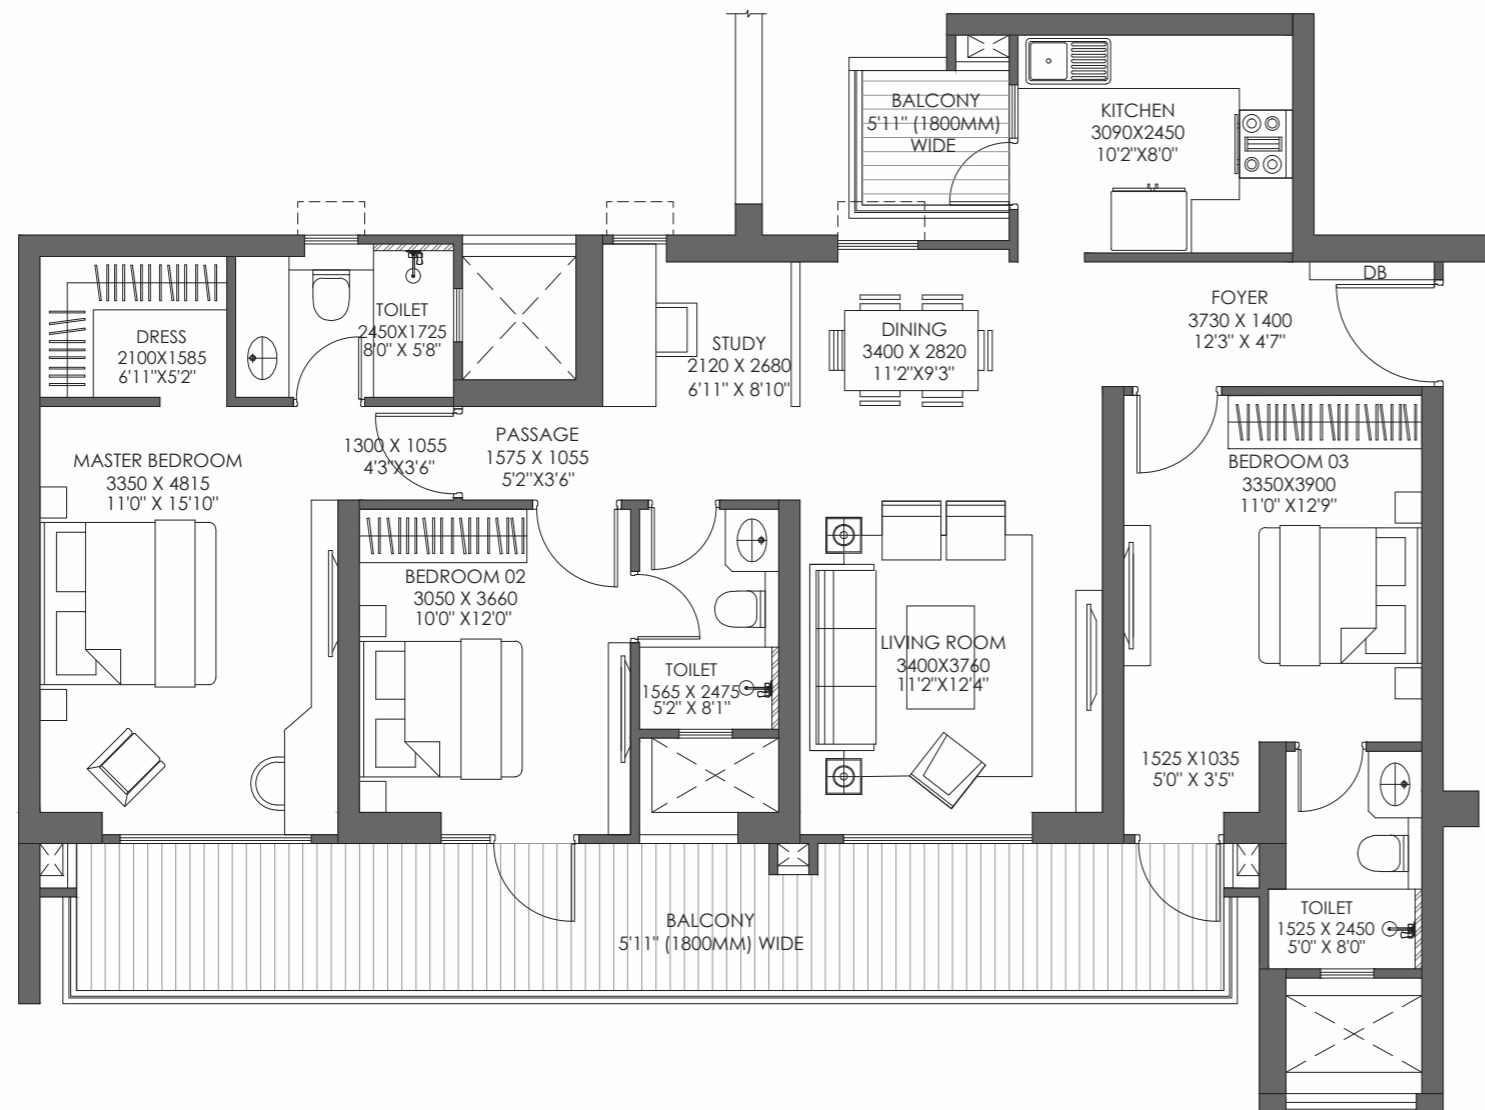 BALCONY
5'11" (1800MM)
WIDE
KITCHEN
3090X2450
10'2"X8'0"
DB
FOYER
3730 X 1400
12'3" X 4'7"
DRESS
2100X1585
6'11"X5'2"
TOILET
2450X1725
8'0" X 5'8"
STUDY
2120 X 2680
6'11" X 8'10"
DINING
3400 X 2820
11'2"X9'3"
MASTER BEDROOM
3350 X 4815
11'0" X 15'10"
1300 X 1055
4'3"X3'6"
PASSAGE
1575 X 1055
5'2"X3'6"
BEDROOM 03
3350X3900
11'0" X12'9"
BEDROOM 02
3050 X 3660
10'0" X12'0"
TOILET
1565 X 2475
5'2" X 8'1"
LIVING ROOM
3400X3760
11'2"X12'4"
1525 X1035
5'0" X 3'5"
BALCONY
5'11" (1800MM) WIDE
TOILET
1525 X 2450
5'0" X 8'0"